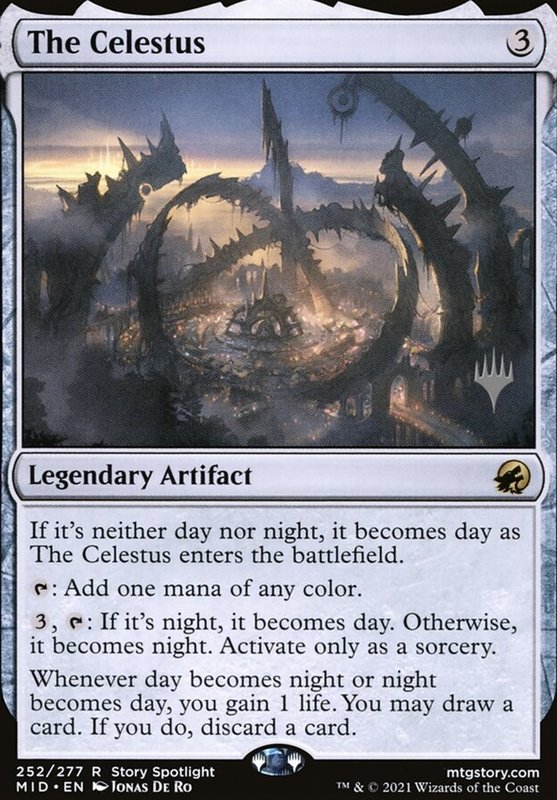 The Celestus 3
Legendary Artifact
If it's neither day nor night, it becomes day as
The Celestus enters the battlefield.
: Add one mana of any color.
3, : If it's night, it becomes day. Otherwise,
it becomes night. Activate only as a sorcery.
Whenever day becomes night or night
becomes day, you gain 1 life. You may draw a
card. If you do, discard a card.
252/277 R Story Spotlight mtgstory.com
MID • EN Jonas De Ro ™ & © 2021 Wizards of the Coast